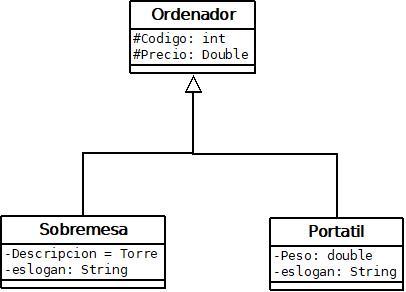 Ordenador
#Codigo: int
#Precio: Double
Sobremesa
-Descripcion = Torre
-eslogan: String
Portatil
-Peso: double
-eslogan: String